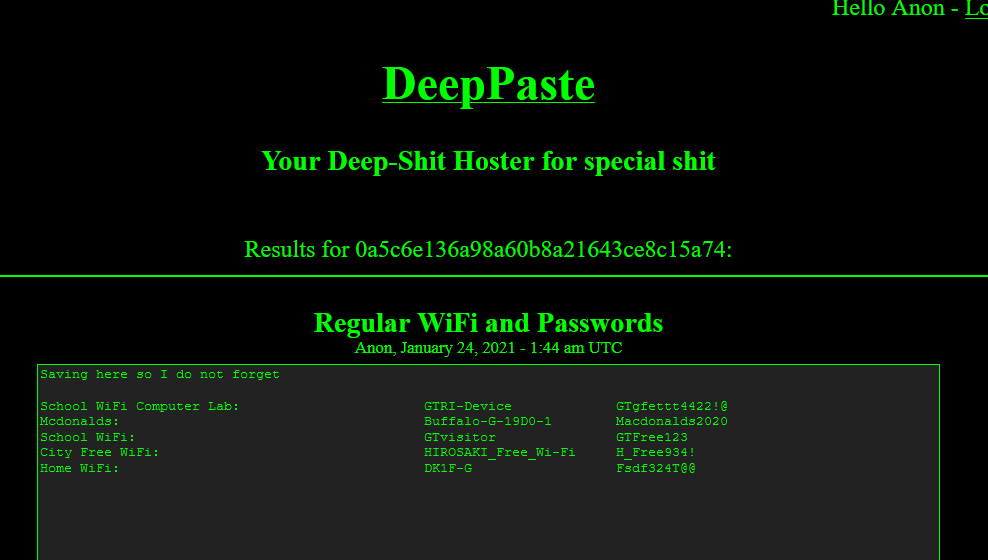 Hello Anon - Lo
DeepPaste
Your Deep-Shit Hoster for special shit
Results for 0a5c6e136a98a60b8a21643ce8c15a74:
Regular WiFi and Passwords
Anon, January 24, 2021 - 1:44 am UTC
Saving here so I do not forget
School WiFi Computer Lab: GTRI-Device GTgfettt4422!@
Mcdonalds: Buffalo-G-19D0-1 Macdonalds2020
School WiFi: GTvisitor GTFree123
City Free WiFi: HIROSAKI_Free_Wi-Fi H_Free934!
Home WiFi: DK1F-G Fsdf324T@@